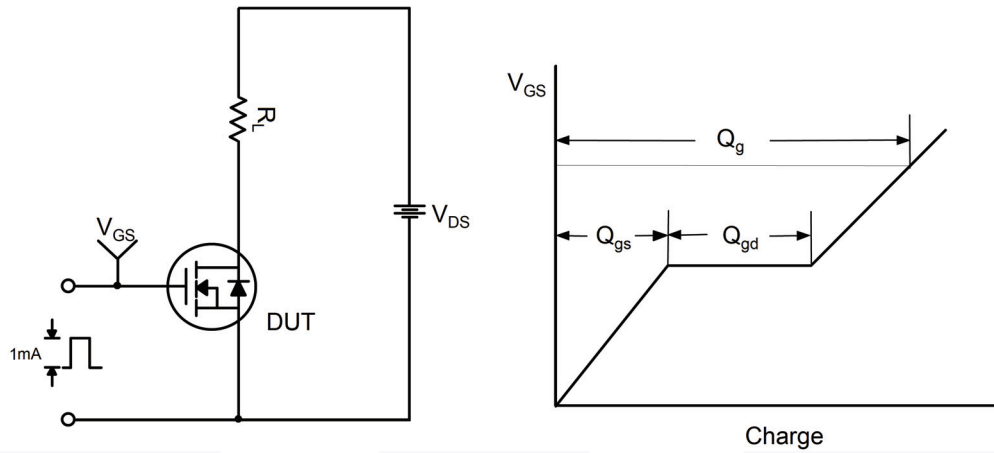 R_L
V_GS
V_DS
DUT
1mA
V_GS
Q_g
Q_gs
Q_gd
Charge